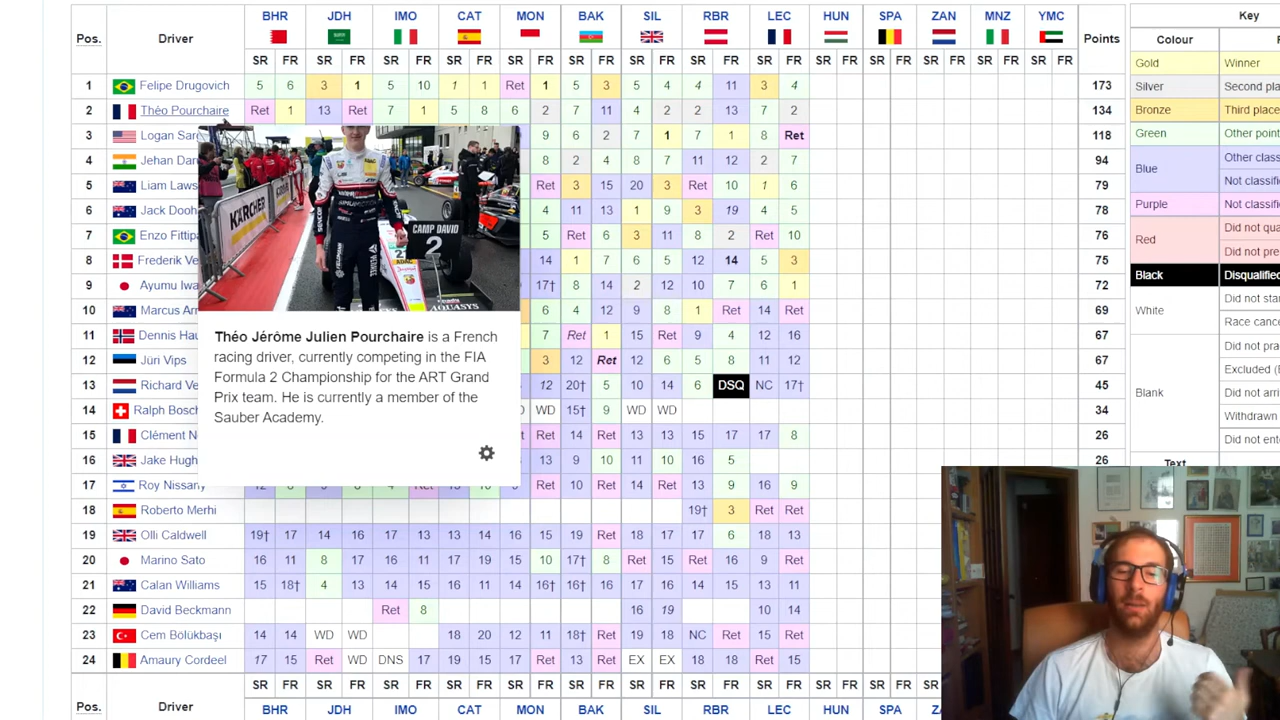 BHR JDH IMO CAT MON BAK SIL RBR LEC HUN SPA ZAN MNZ YMC Key
Pos. Driver Points Colour
SR FR SR FR SR FR SR FR SR FR SR FR SR FR SR FR SR FR SR FR SR FR SR FR SR FR SR FR
1 Felipe Drugovich 5 6 3 1 5 10 1 1 Ret 1 5 3 5 4 4 11 3 4 173 Gold Winner
Silver Second pla
2 Théo Pourchaire Ret 1 13 Ret 7 1 5 8 6 2 7 11 4 2 2 13 7 2 134 Bronze Third place
3 Logan Sar 9 6 2 7 1 7 1 8 Ret 118 Green Other point
4 Jehan Dar 8 2 4 8 7 11 12 2 7 94 Blue Other class
5 Liam Laws Ret 3 15 20 3 Ret 10 1 6 79 Not classifi
6 Jack Dooh 4 11 13 1 9 3 19 4 5 78 Purple Not classifi
7 Enzo Fittipa 5 Ret 6 3 11 8 2 Ret 10 76 Red Did not qua
8 Frederik Ve 14 1 7 6 5 12 14 5 3 75 Did not pre
9 Ayumu Iwa 17† 8 14 2 12 10 7 6 1 72 Black Disqualified
10 Marcus Arr 6 4 12 9 8 1 Ret 14 Ret 69 White Did not star
Race cance
11 Dennis Hau 7 Ret 1 15 Ret 9 4 12 16 67 Did not pra
12 Jüri Vips 3 12 Ret 12 6 5 8 11 12 67 Excluded (E
13 Richard Ve 12 20† 5 10 14 6 DSQ NC 17† 45 Blank Did not arri
14 Ralph Bosch WD 15† 9 WD WD 34 Withdrawn
15 Clément N Ret 14 Ret 13 13 15 17 17 8 26 Did not ente
16 Jake Hugh 12 9 10 11 10 16 5 26 Text
17 Roy Nissany Ret Ret 10 Ret 14 Ret 13 9 16 9
18 Roberto Merhi 19† 3 Ret Ret
19 Olli Caldwell 19† 17 14 16 17 13 13 14 16 15 19 Ret 18 17 17 6 18 13
20 Marino Sato 16 11 8 17 16 11 17 19 15 10 17† 8 Ret 15 Ret 16 9 Ret
21 Calan Williams 15 18† 4 13 14 15 16 11 14 16† 16† 16 17 16 14 15 13 11
22 David Beckmann Ret 8 16 19 10 14
23 Cem Bölükbaşı 14 14 WD WD 18 20 12 11 18† Ret 19 18 NC Ret 15 Ret
24 Amaury Cordeel 17 15 Ret WD DNS 17 19 15 17 Ret 13 Ret EX EX 18 18 Ret 15
SR FR SR FR SR FR SR FR SR FR SR FR SR FR SR FR SR FR SR FR SR FR SR
Pos. Driver BHR JDH IMO CAT MON BAK SIL RBR LEC HUN SPA
KÄRCHER
CAMP DAVID
2
Théo Jérôme Julien Pourchaire is a French
racing driver, currently competing in the FIA
Formula 2 Championship for the ART Grand
Prix team. He is currently a member of the
Sauber Academy.